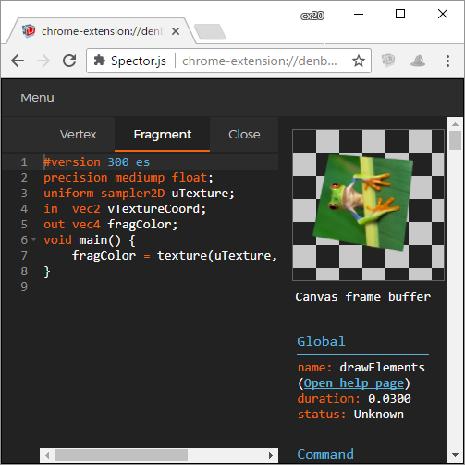 cx20
chrome-extension://denb
Spector.js
chrome-extension://denb...
Menu
Vertex
Fragment
Close
1 #version 300 es
2 precision mediump float;
3 uniform sampler2D uTexture;
4 in  vec2 vTextureCoord;
5 out vec4 fragColor;
6 void main() {
7     fragColor = texture(uTexture,
8 }
9
Canvas frame buffer
Global
name: drawElements
(Open help page)
duration: 0.0300
status: Unknown
Command